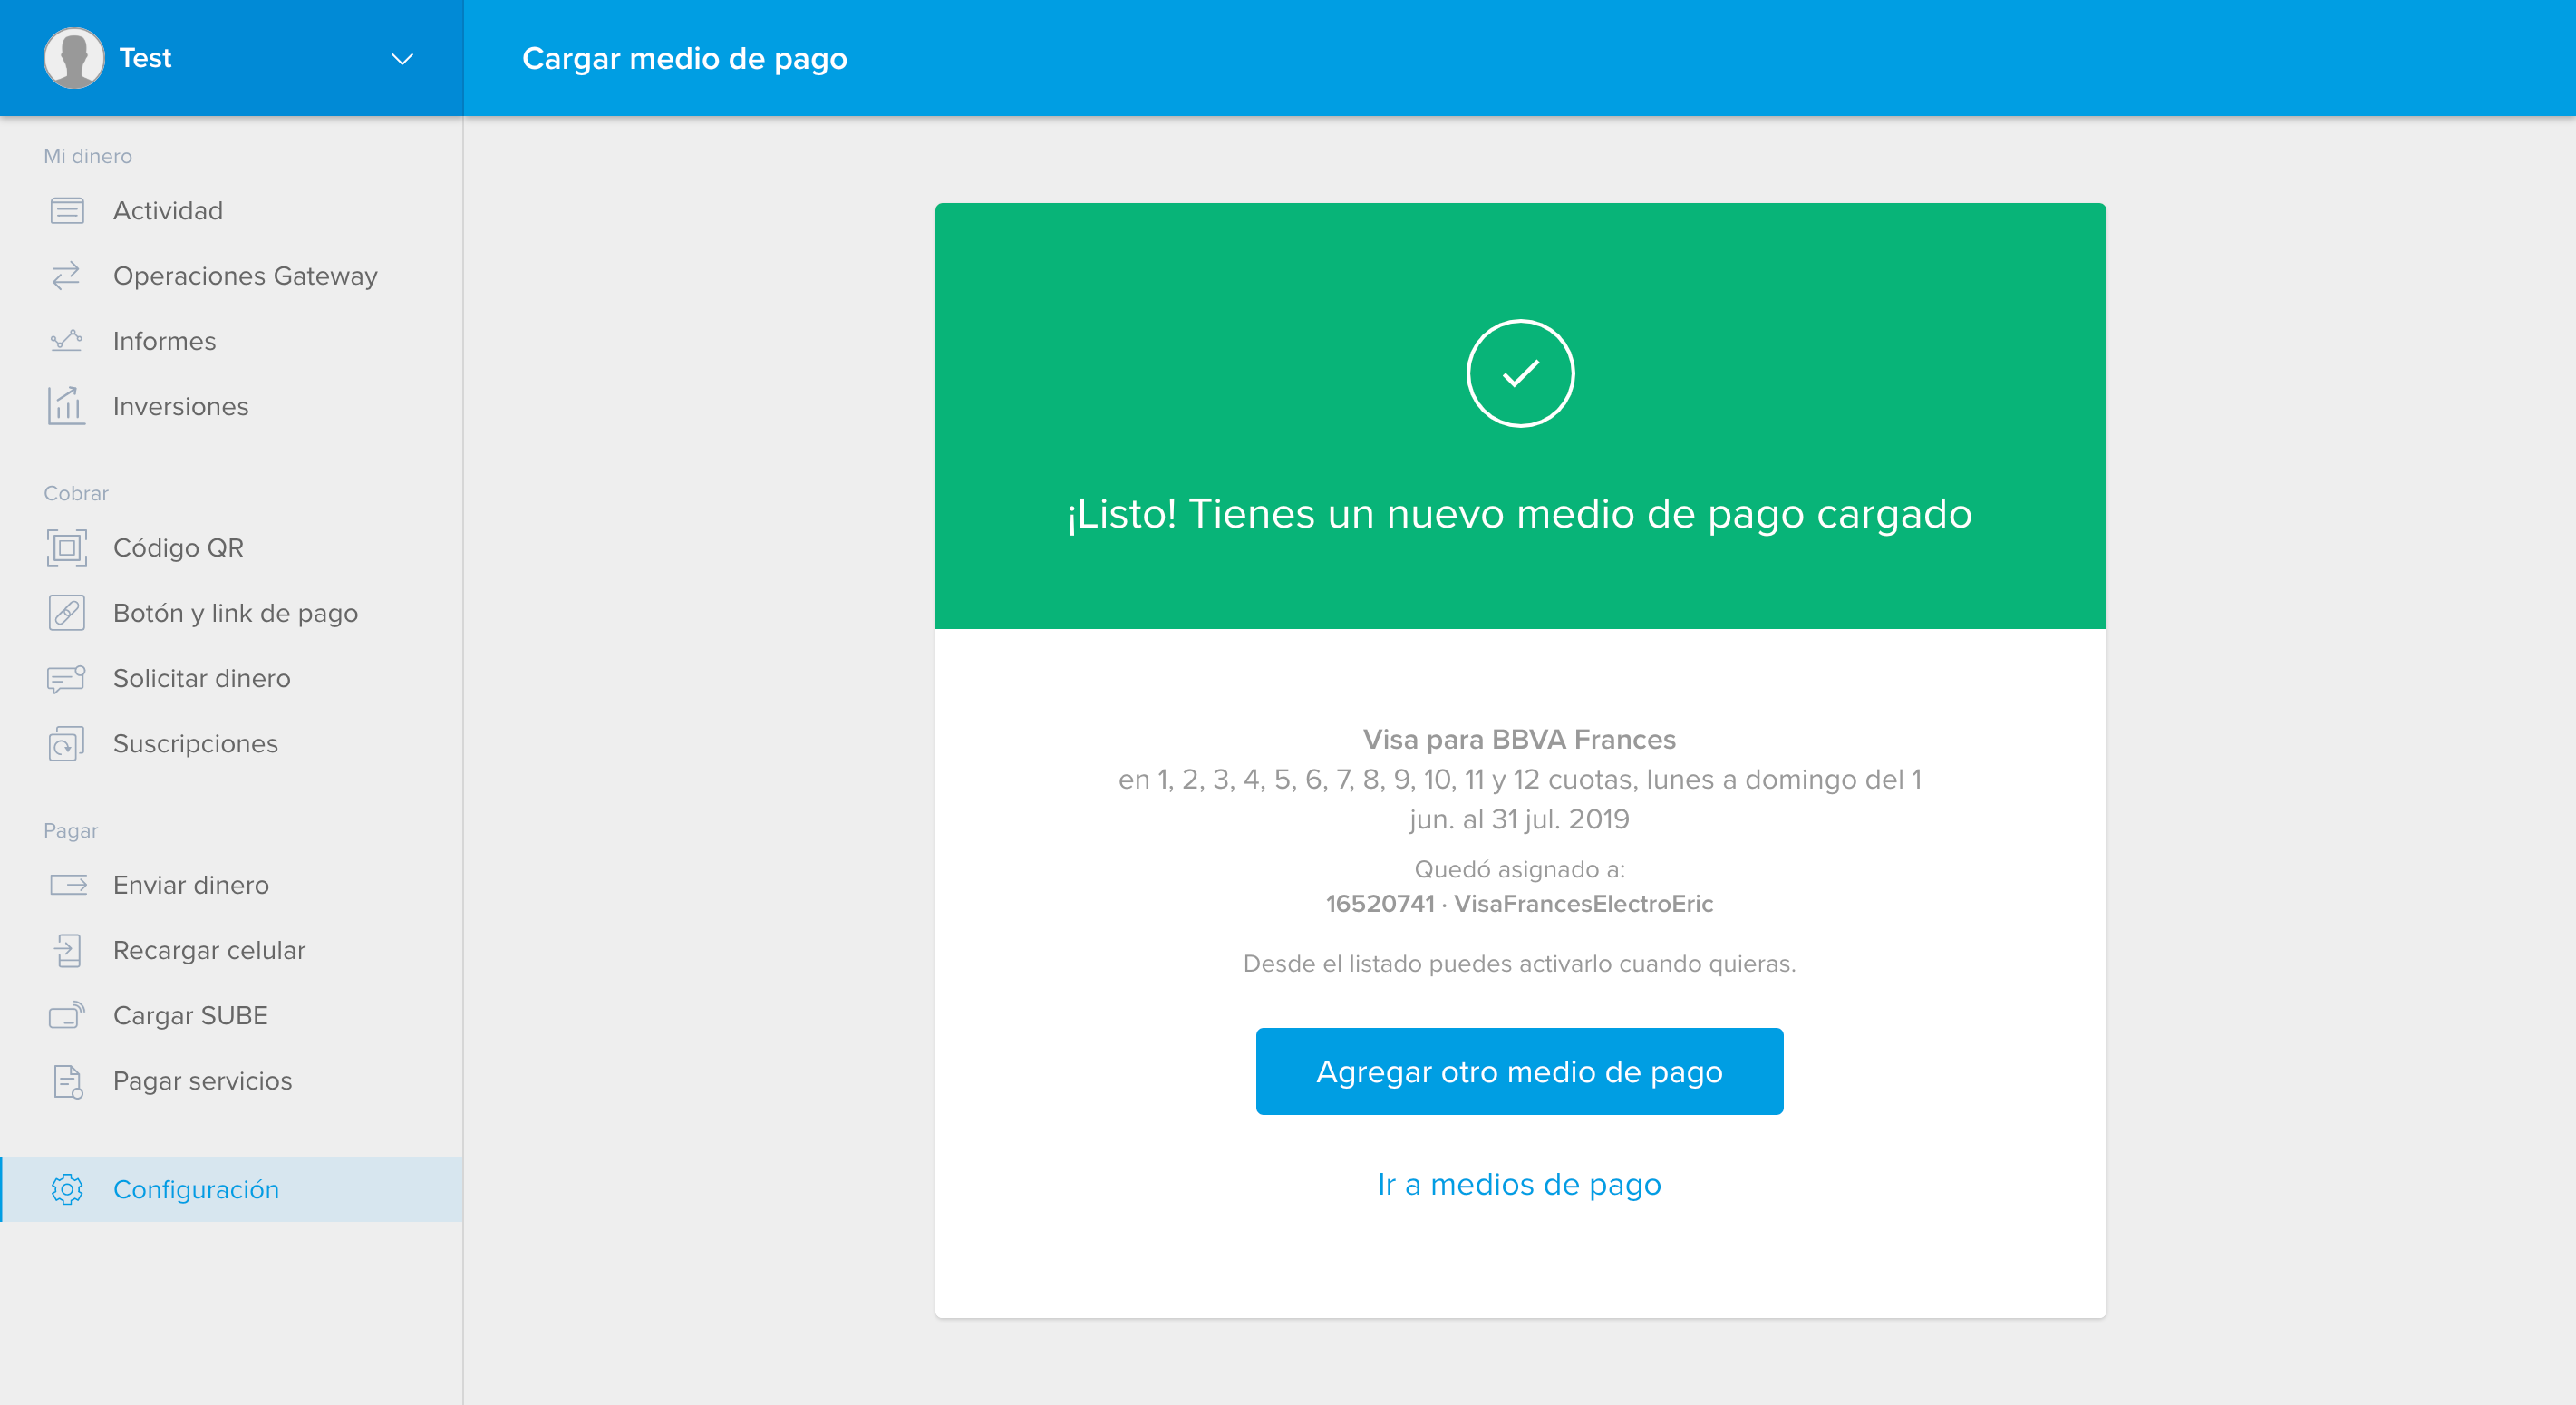 Test
Cargar medio de pago
Mi dinero
Actividad
Operaciones Gateway
Informes
Inversiones
Cobrar
Código QR
Botón y link de pago
Solicitar dinero
Suscripciones
Pagar
Enviar dinero
Recargar celular
Cargar SUBE
Pagar servicios
Configuración
¡Listo! Tienes un nuevo medio de pago cargado
Visa para BBVA Frances
en 1, 2, 3, 4, 5, 6, 7, 8, 9, 10, 11 y 12 cuotas, lunes a domingo del 1
jun. al 31 jul. 2019
Quedó asignado a:
16520741 · VisaFrancesElectroEric
Desde el listado puedes activarlo cuando quieras.
Agregar otro medio de pago
Ir a medios de pago